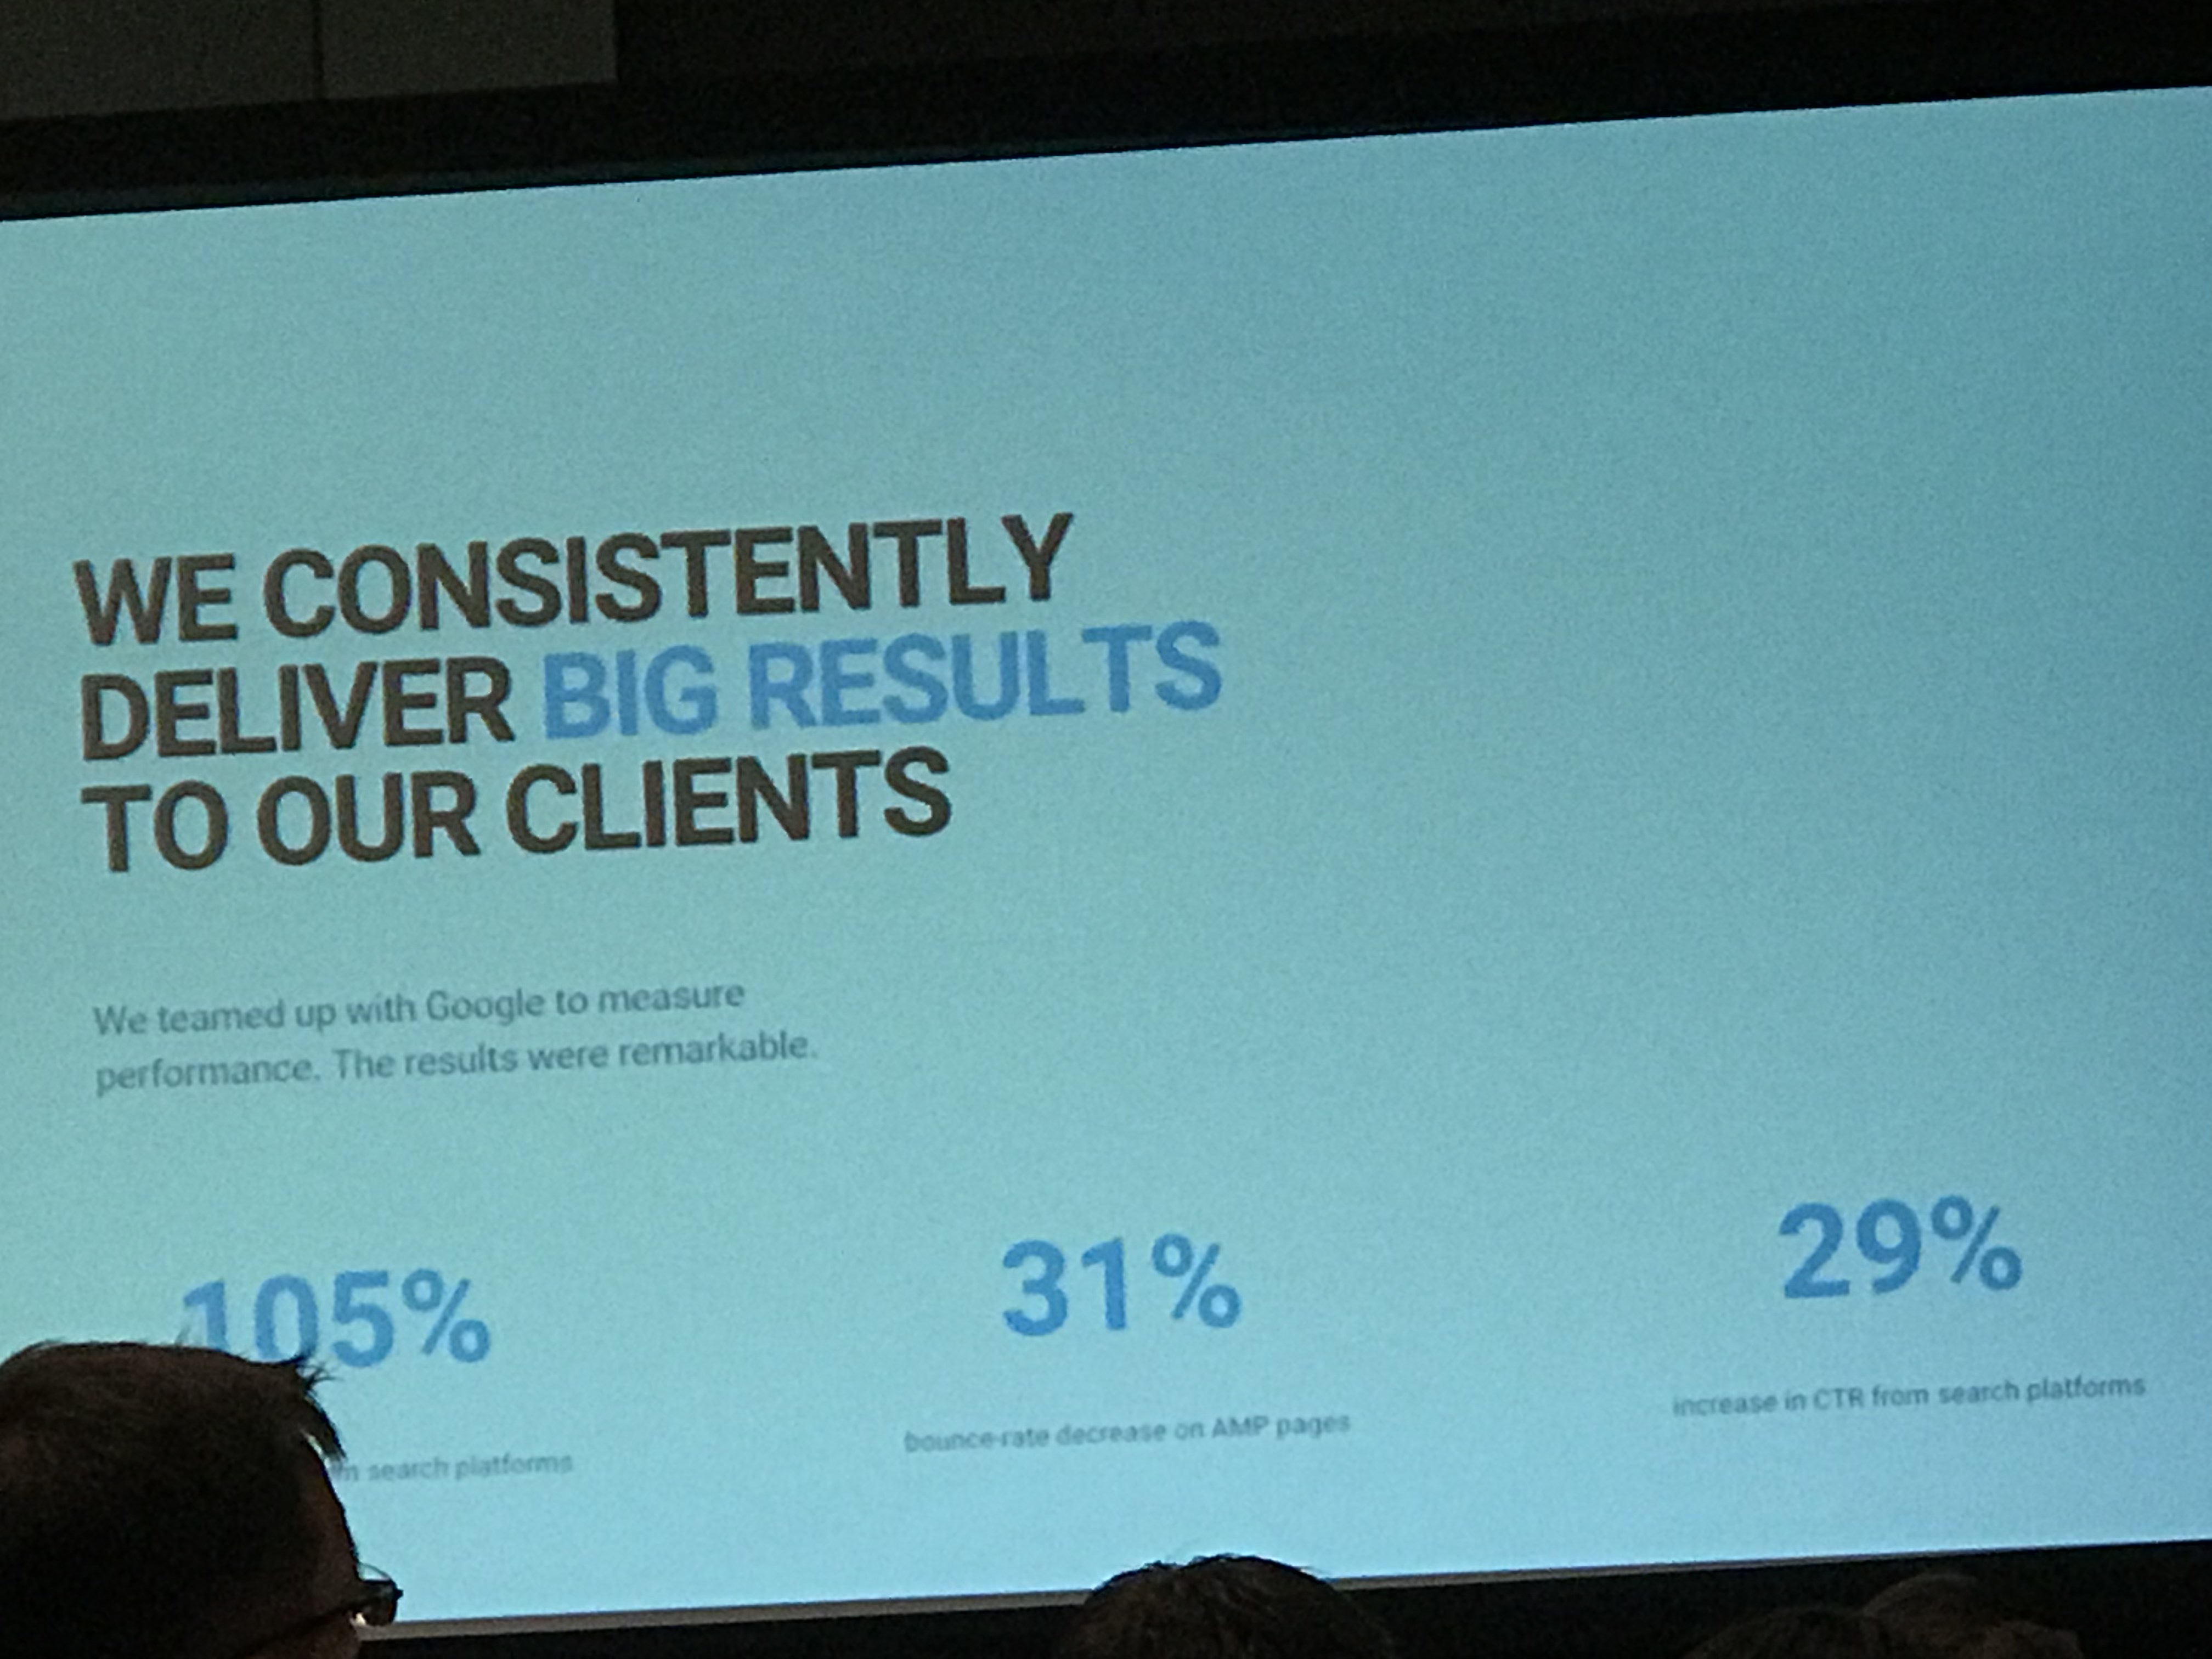 WE CONSISTENTLY
DELIVER BIG RESULTS
TO OUR CLIENTS
We teamed up with Google to measure
performance. The results were remarkable.
105%
31%
29%
search platforms
bounce-rate decrease on AMP pages
increase in CTR from search platforms